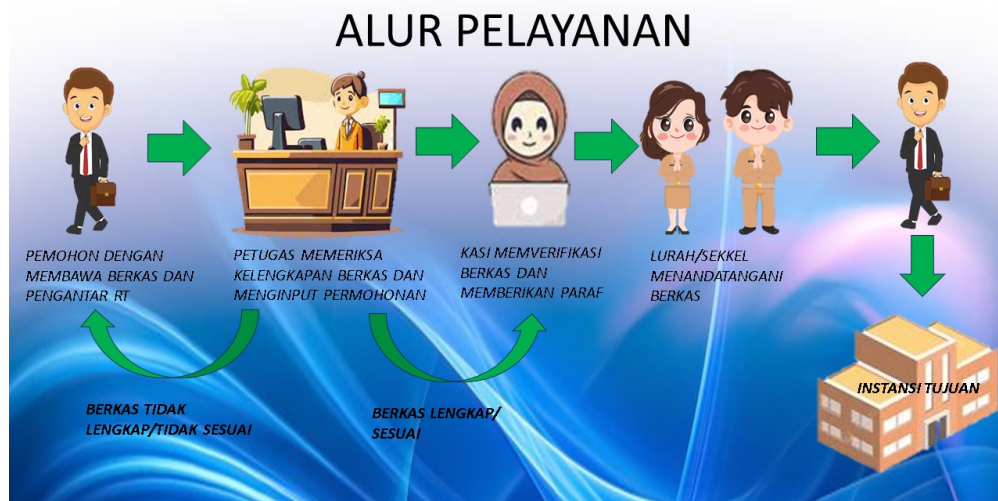 ALUR PELAYANAN
PEMOHON DENGAN
MEMBAWA BERKAS DAN
PENGANTAR RT
PETUGAS MEMERIKSA
KELENGKAPAN BERKAS DAN
MENGINPUT PERMOHONAN
KASI MEMVERIFIKASI
BERKAS DAN
MEMBERIKAN PARAF
LURAH/SEKKEL
MENANDATANGANI
BERKAS
INSTANSI TUJUAN
BERKAS TIDAK
LENGKAP/TIDAK SESUAI
BERKAS LENGKAP/
SESUAI